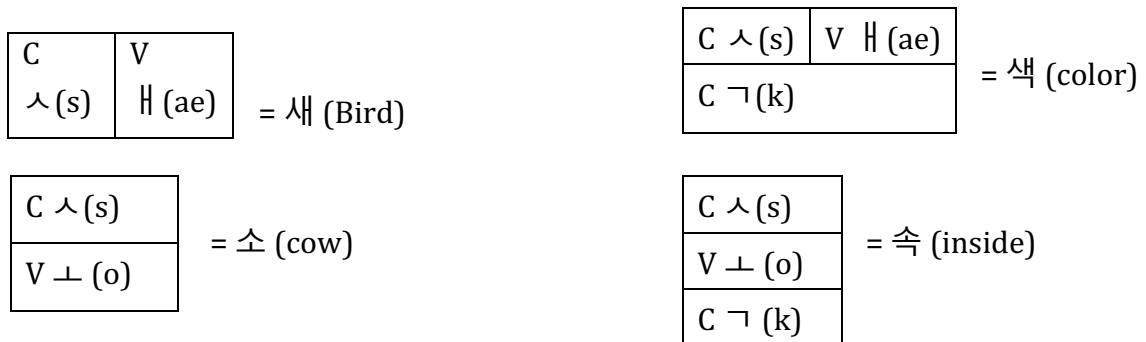 C
ㅅ(s)
V
ㅐ(ae)
= 새 (Bird)
C ㅅ(s)
V ㅐ(ae)
C ㄱ(k)
= 색 (color)
C ㅅ(s)
V ㅗ (o)
= 소 (cow)
C ㅅ(s)
V ㅗ (o)
C ㄱ (k)
= 속 (inside)